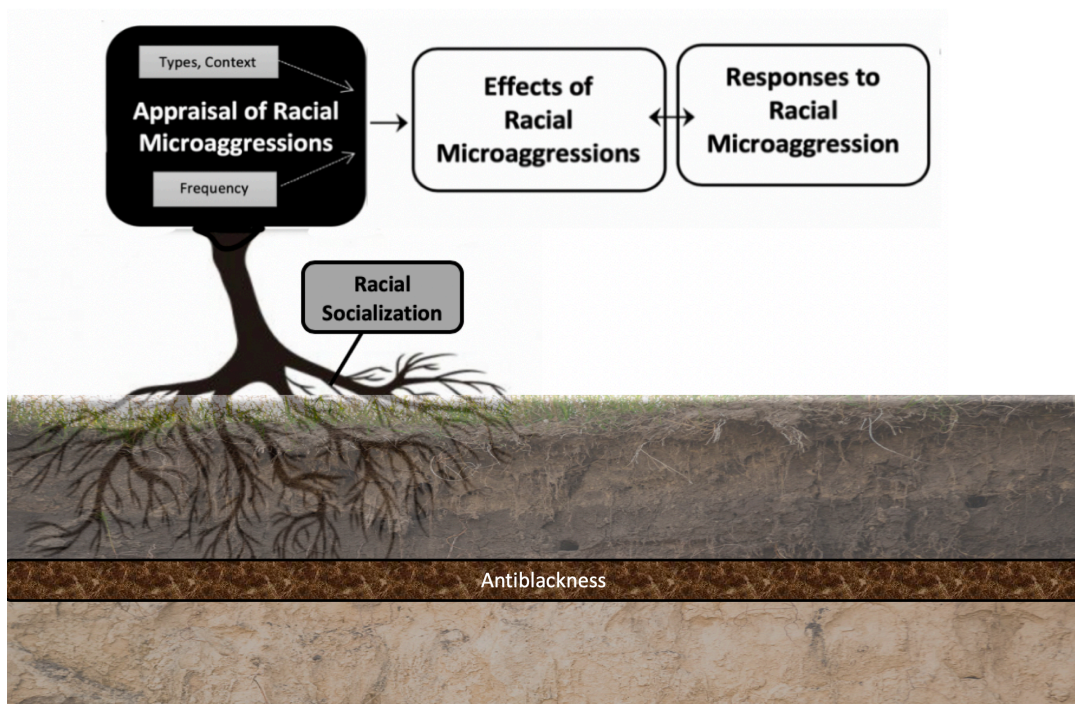 Types, Context
Appraisal of Racial
Microaggressions
Frequency
Effects of
Racial
Microaggressions
Responses to
Racial
Microaggression
Racial
Socialization
Antiblackness